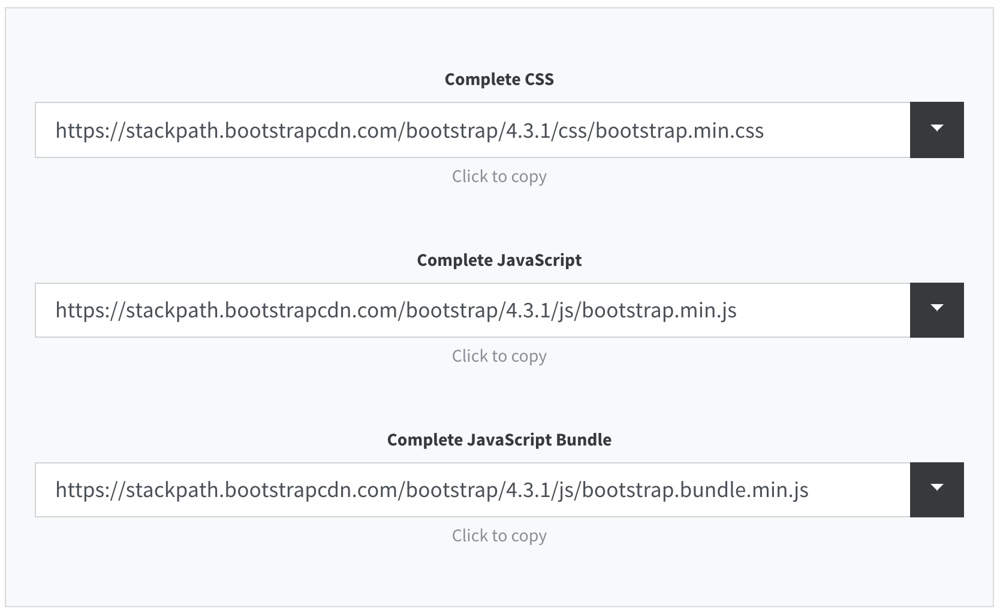 Complete CSS
https://stackpath.bootstrapcdn.com/bootstrap/4.3.1/css/bootstrap.min.css
Click to copy
Complete JavaScript
https://stackpath.bootstrapcdn.com/bootstrap/4.3.1/js/bootstrap.min.js
Click to copy
Complete JavaScript Bundle
https://stackpath.bootstrapcdn.com/bootstrap/4.3.1/js/bootstrap.bundle.min.js
Click to copy